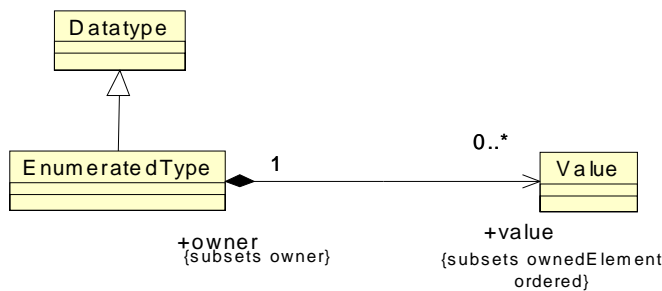 Datatype
EnumeratedType
1
0..*
Value
+owner
{subsets owner}
+value
{subsets ownedElement
ordered}